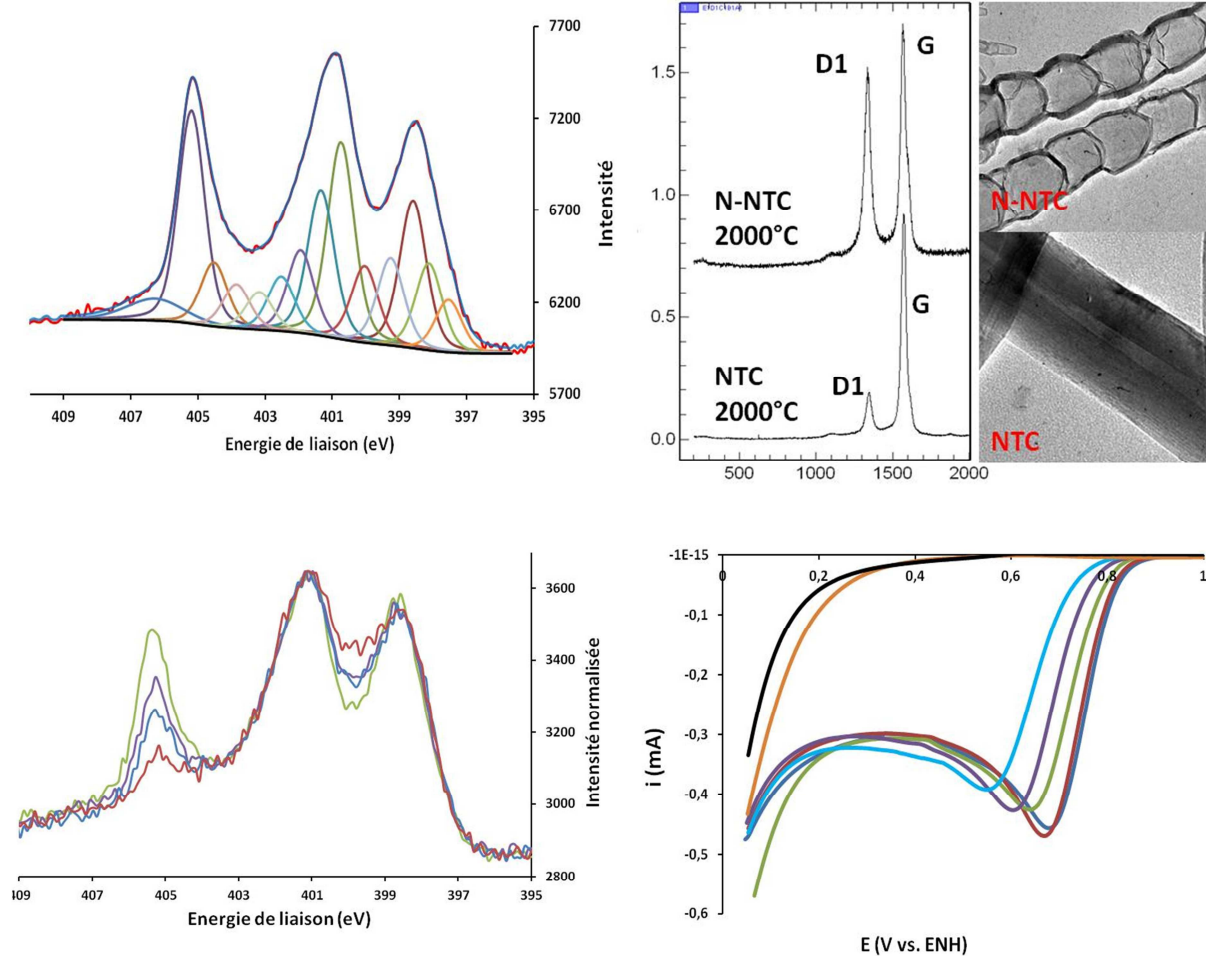 7700
7200
6700
6200
5700
Intensité
409
407
405
403
401
399
397
395
Energie de liaison (eV)
D1
G
1.5
1.0
0.5
0.0
N-NTC
2000°C
G
D1
NTC
2000°C
500
1000
1500
2000
N-NTC
NTC
3600
3400
3200
3000
2800
Intensité normalisée
409
407
405
403
401
399
397
395
Energie de liaison (eV)
-1E-15
0
0,2
0,4
0,6
0,8
1
-0,1
-0,2
-0,3
-0,4
-0,5
-0,6
i (mA)
E (V vs. ENH)